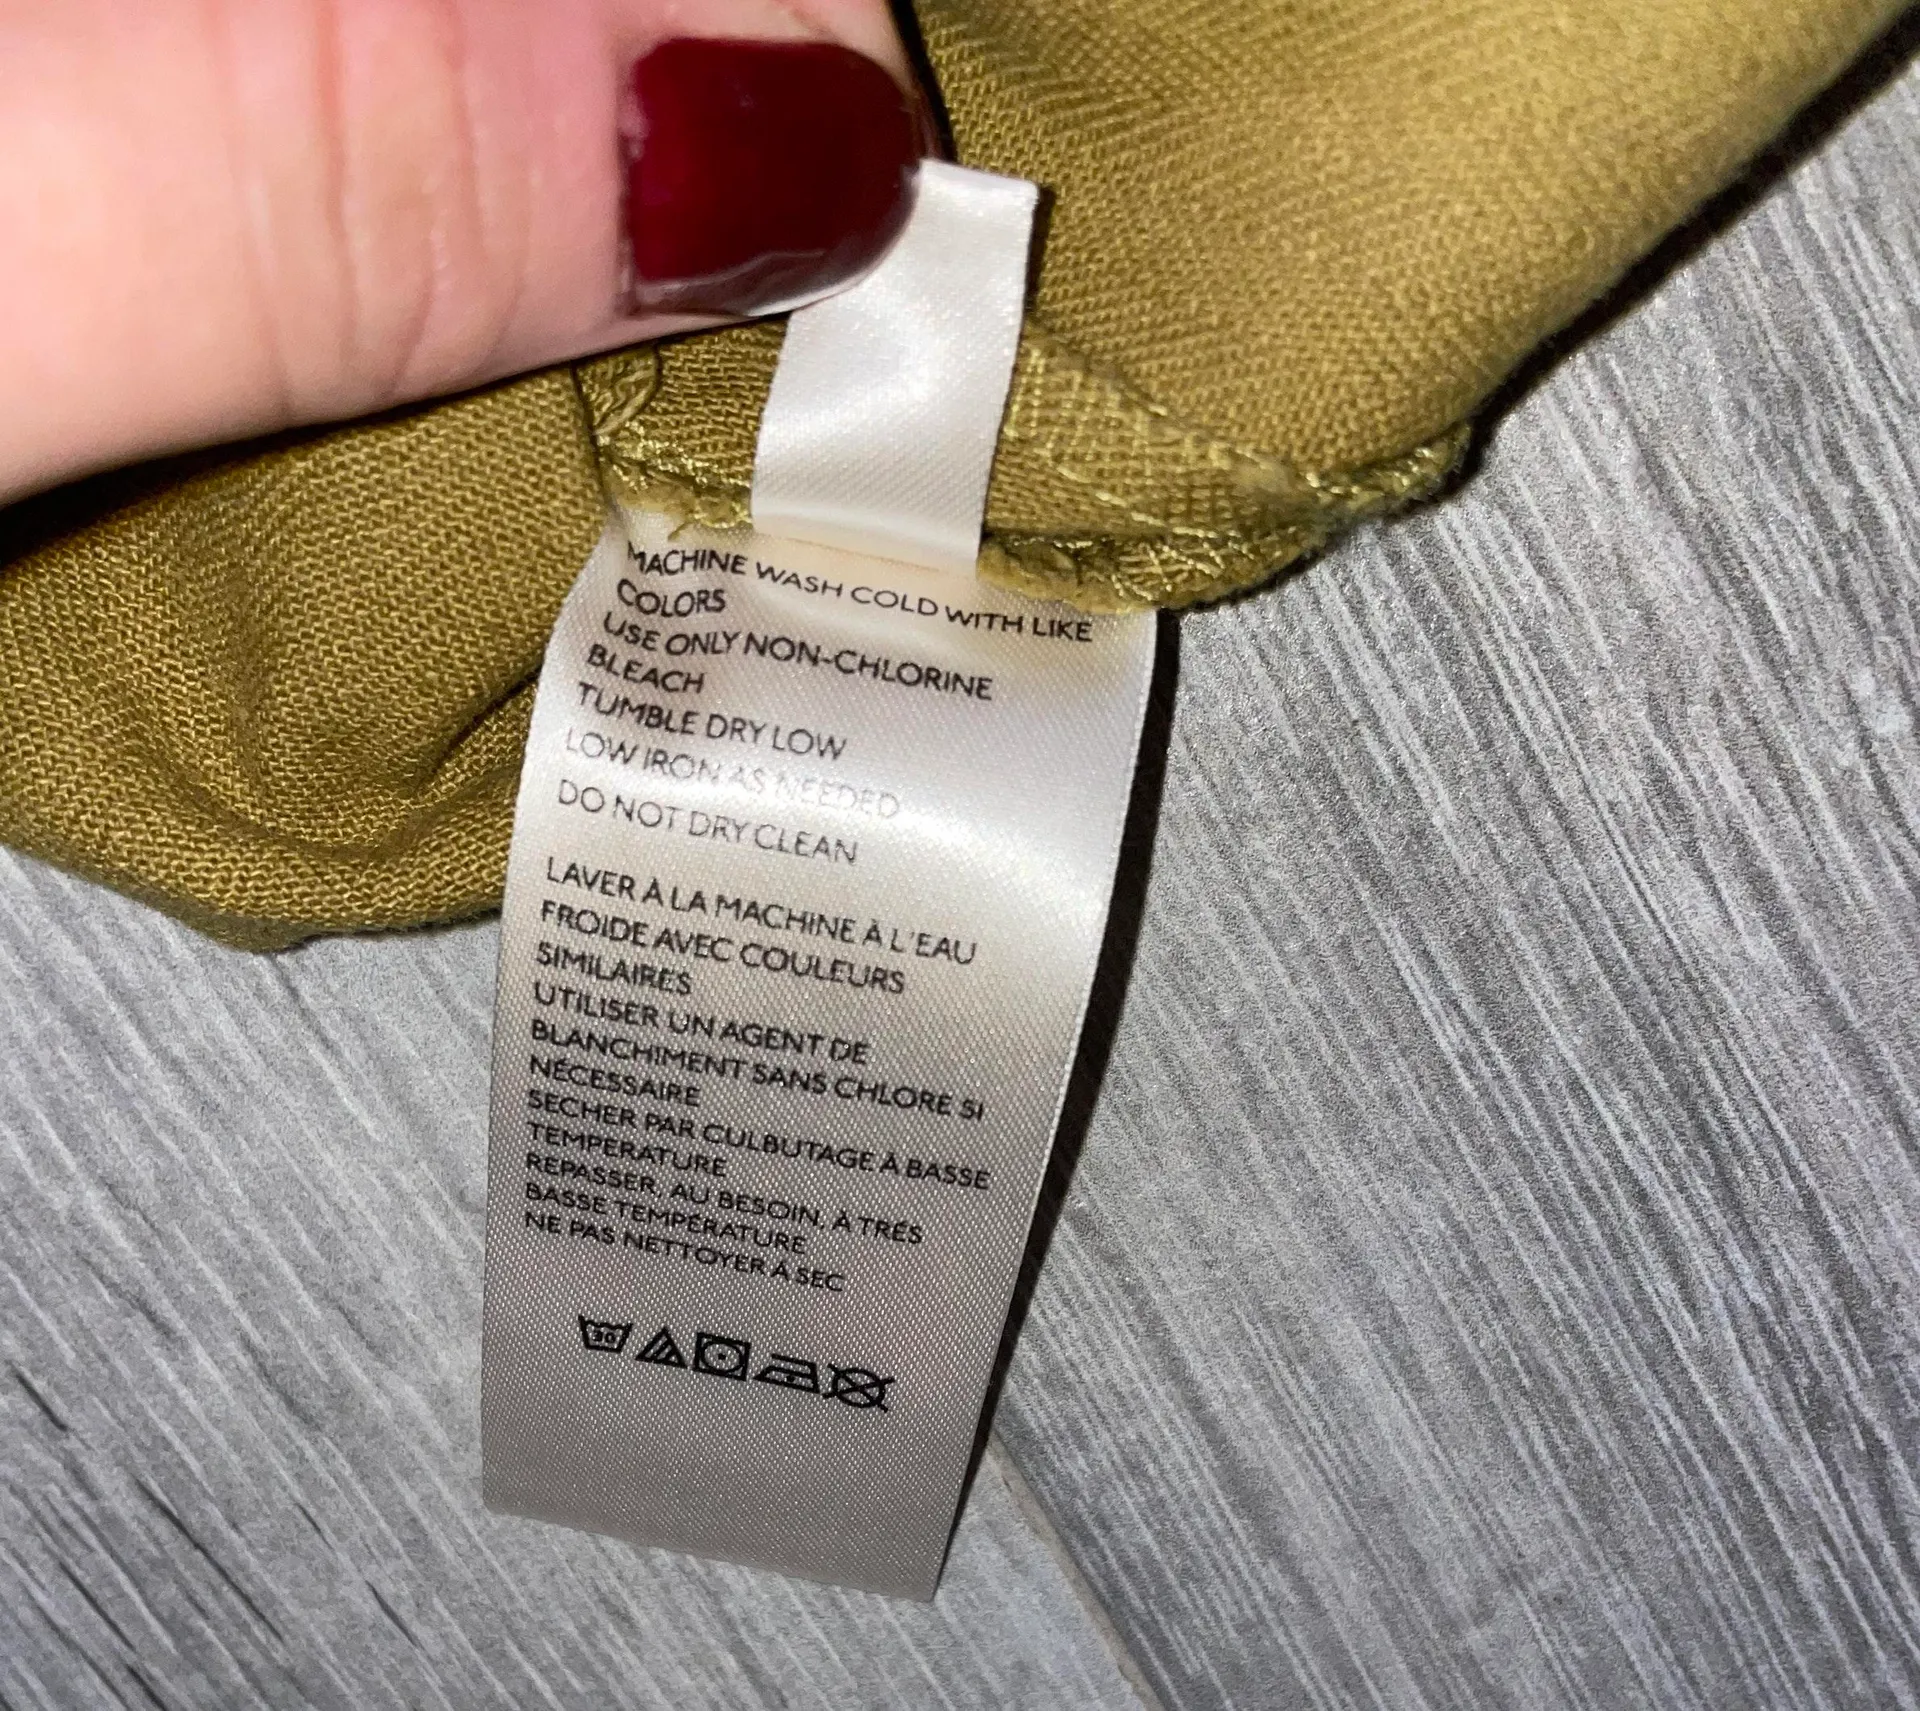 MACHINE WASH COLD WITH LIKE
COLORS
USE ONLY NON-CHLORINE
BLEACH
TUMBLE DRY LOW
LOW IRON AS NEEDED
DO NOT DRY CLEAN
LAVER À LA MACHINE À L'EAU
FROIDE AVEC COULEURS
SIMILAIRES
UTILISER UN AGENT DE
BLANCHIMENT SANS CHLORE SI
NÉCESSAIRE
SECHER PAR CULBUTAGE A BASSE
TEMPERATURE
REPASSER, AU BESOIN, À TRÉS
BASSE TEMPÉRATURE
NE PAS NETTOYER A SEC
30